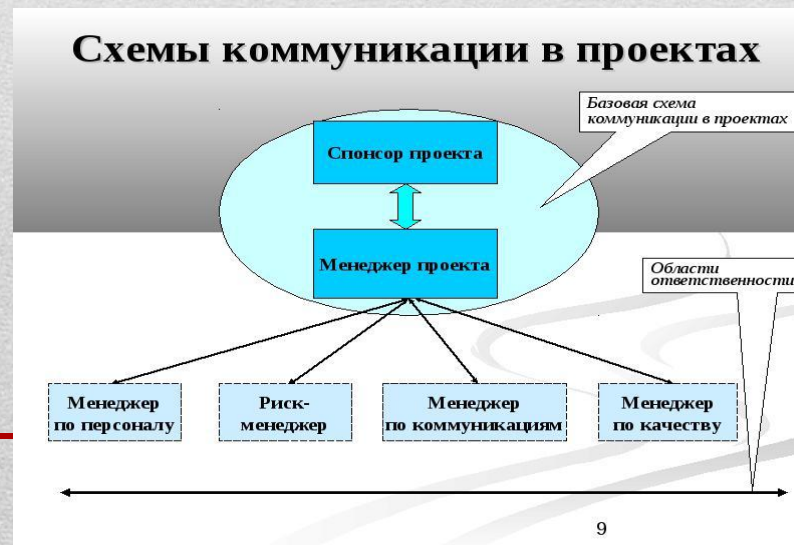 Схемы коммуникации в проектах
Базовая схема
коммуникации в проектах
Спонсор проекта
Менеджер проекта
Области
ответственности
Менеджер
по персоналу
Риск-
менеджер
Менеджер
по коммуникациям
Менеджер
по качеству
9